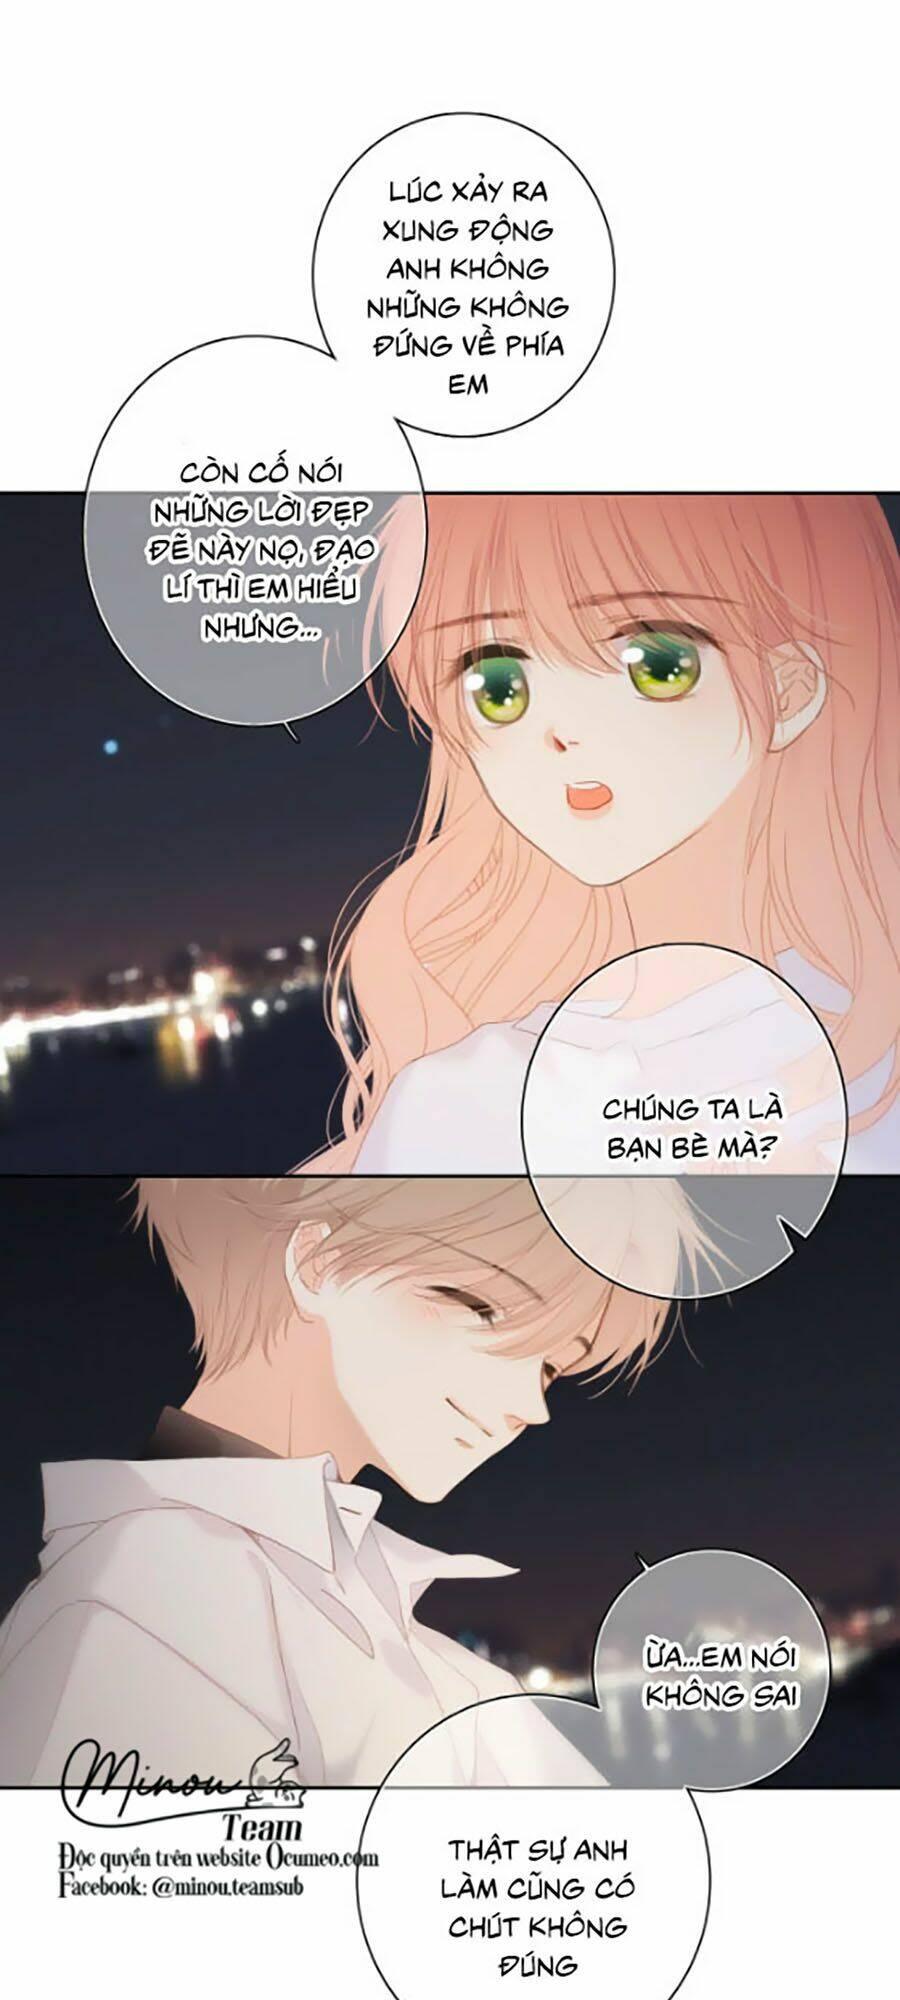 LÚC XẢY RA
XUNG ĐỘNG
ANH KHÔNG
NHỮNG KHÔNG
ĐỨNG VỀ PHÍA
EM
CÒN CỐ NÓI
NHỮNG LỜI ĐẸP
ĐẼ NÀY NỌ, ĐẠO
LÍ THÌ EM HIỂU
NHƯNG...
CHÚNG TA LÀ
BẠN BÈ MÀ?
ỪA...EM NÓI
KHÔNG SAI
Minou
Team
Độc quyền trên website Ocumeo.com
Facebook: @minou.teamsub
THẬT SỰ ANH
LÀM CŨNG CÓ
CHÚT KHÔNG
ĐÚNG